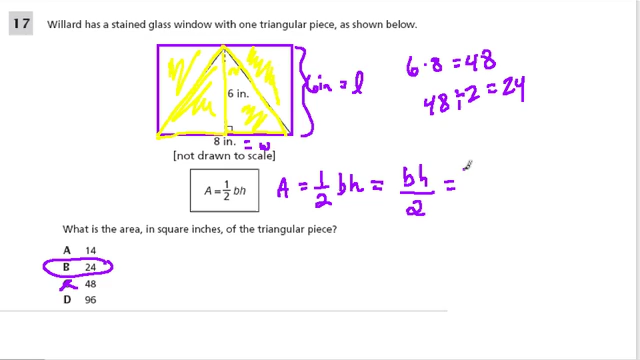 17 Willard has a stained glass window with one triangular piece, as shown below.
6 · 8 = 48
48 ÷ 2 = 24
6 in.
6in = l
8 in. = w
[not drawn to scale]
A = 1/2 bh
A = 1/2 bh = bh/2 =
What is the area, in square inches, of the triangular piece?
A 14
B 24
48
D 96